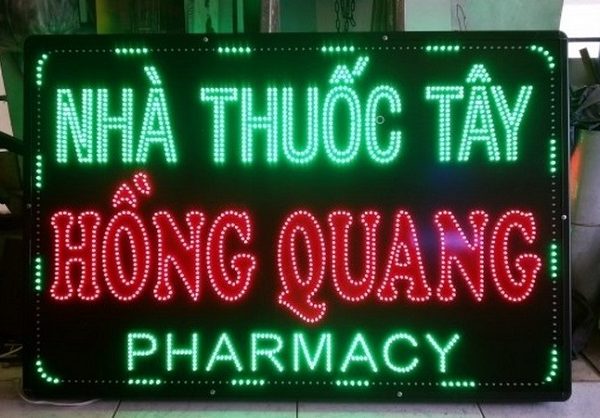 NHÀ THUỐC TÂY
HỒNG QUANG
PHARMACY